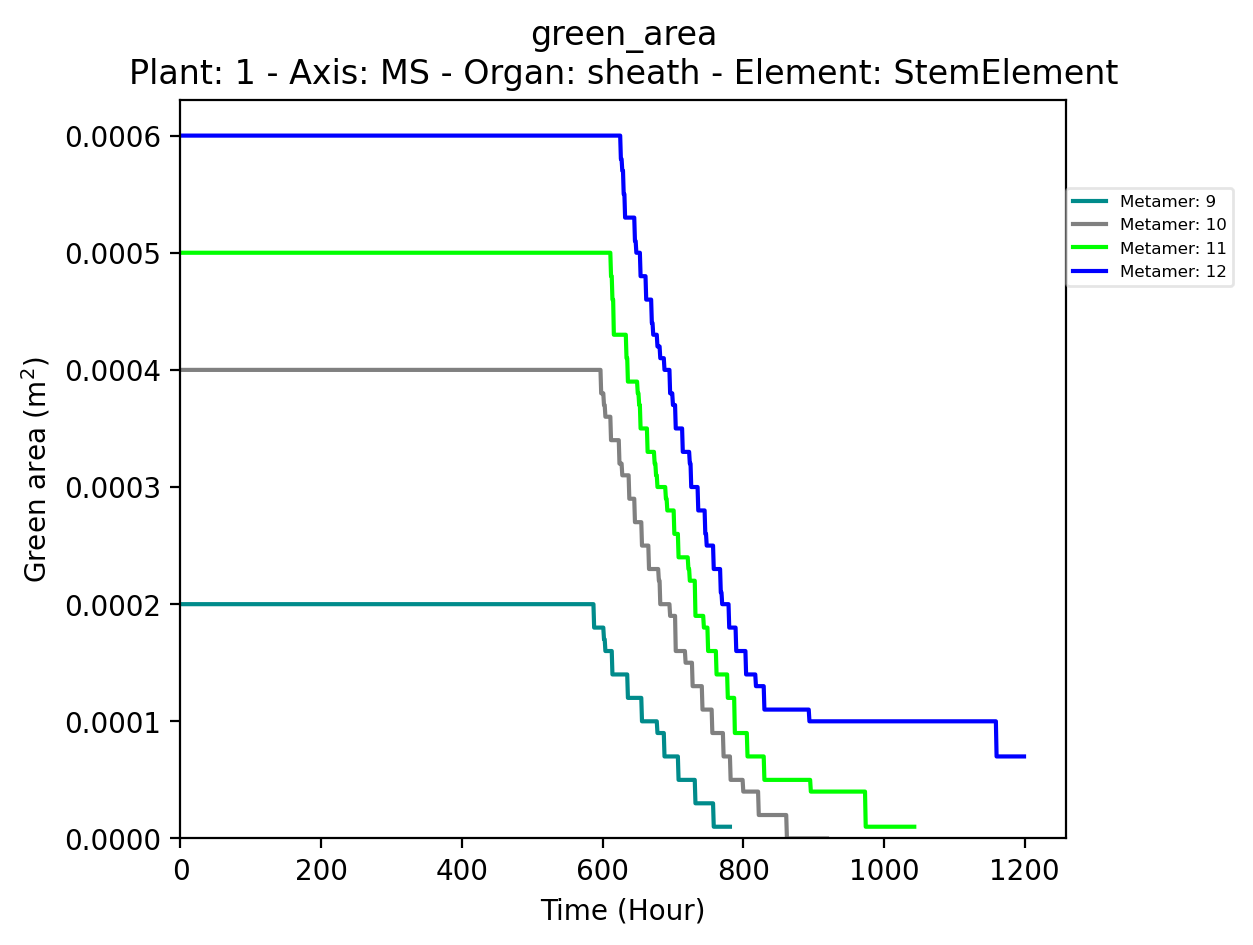 green_area
Plant: 1 - Axis: MS - Organ: sheath - Element: StemElement
0.0006
0.0005
0.0004
0.0003
0.0002
0.0001
0.0000
Green area (m²)
0 200 400 600 800 1000 1200
Time (Hour)
Metamer: 9
Metamer: 10
Metamer: 11
Metamer: 12